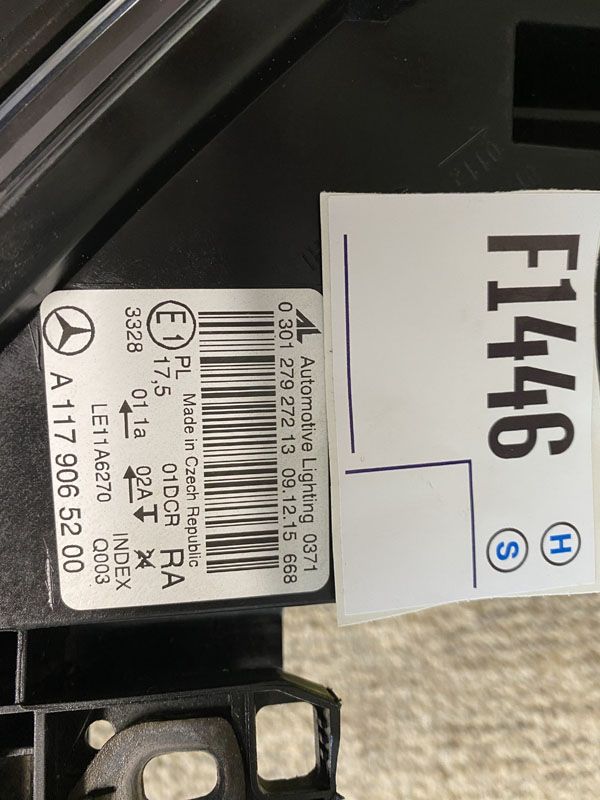 AL Automotive Lighting 0371
0 301 279 272 13 09.12.15 668
Made in Czech Republic
E1 PL 17,5 01DCR RA
3328 01 1a 02A INDEX
LE11A6270 Q003
A 117 906 52 00
F1446
H
S